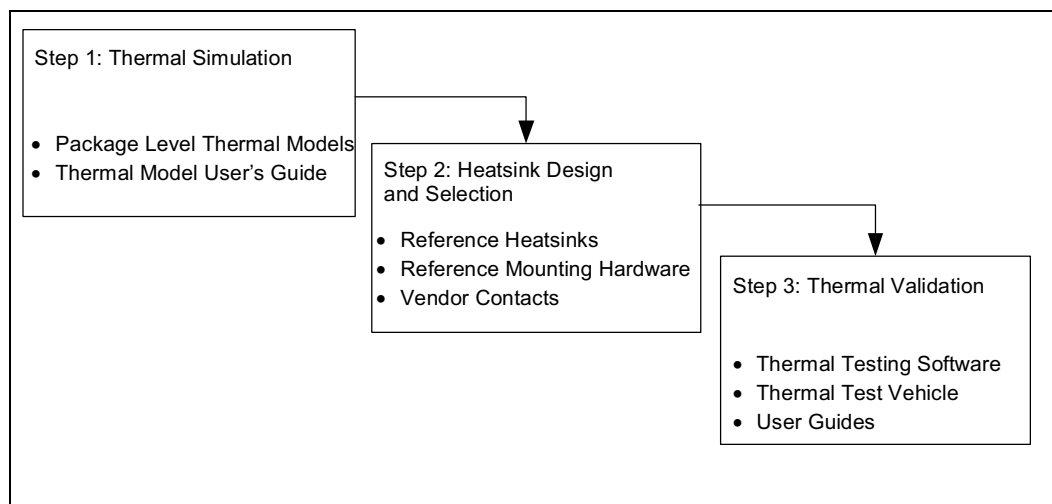 Step 1: Thermal Simulation
• Package Level Thermal Models
• Thermal Model User’s Guide
Step 2: Heatsink Design
and Selection
• Reference Heatsinks
• Reference Mounting Hardware
• Vendor Contacts
Step 3: Thermal Validation
• Thermal Testing Software
• Thermal Test Vehicle
• User Guides